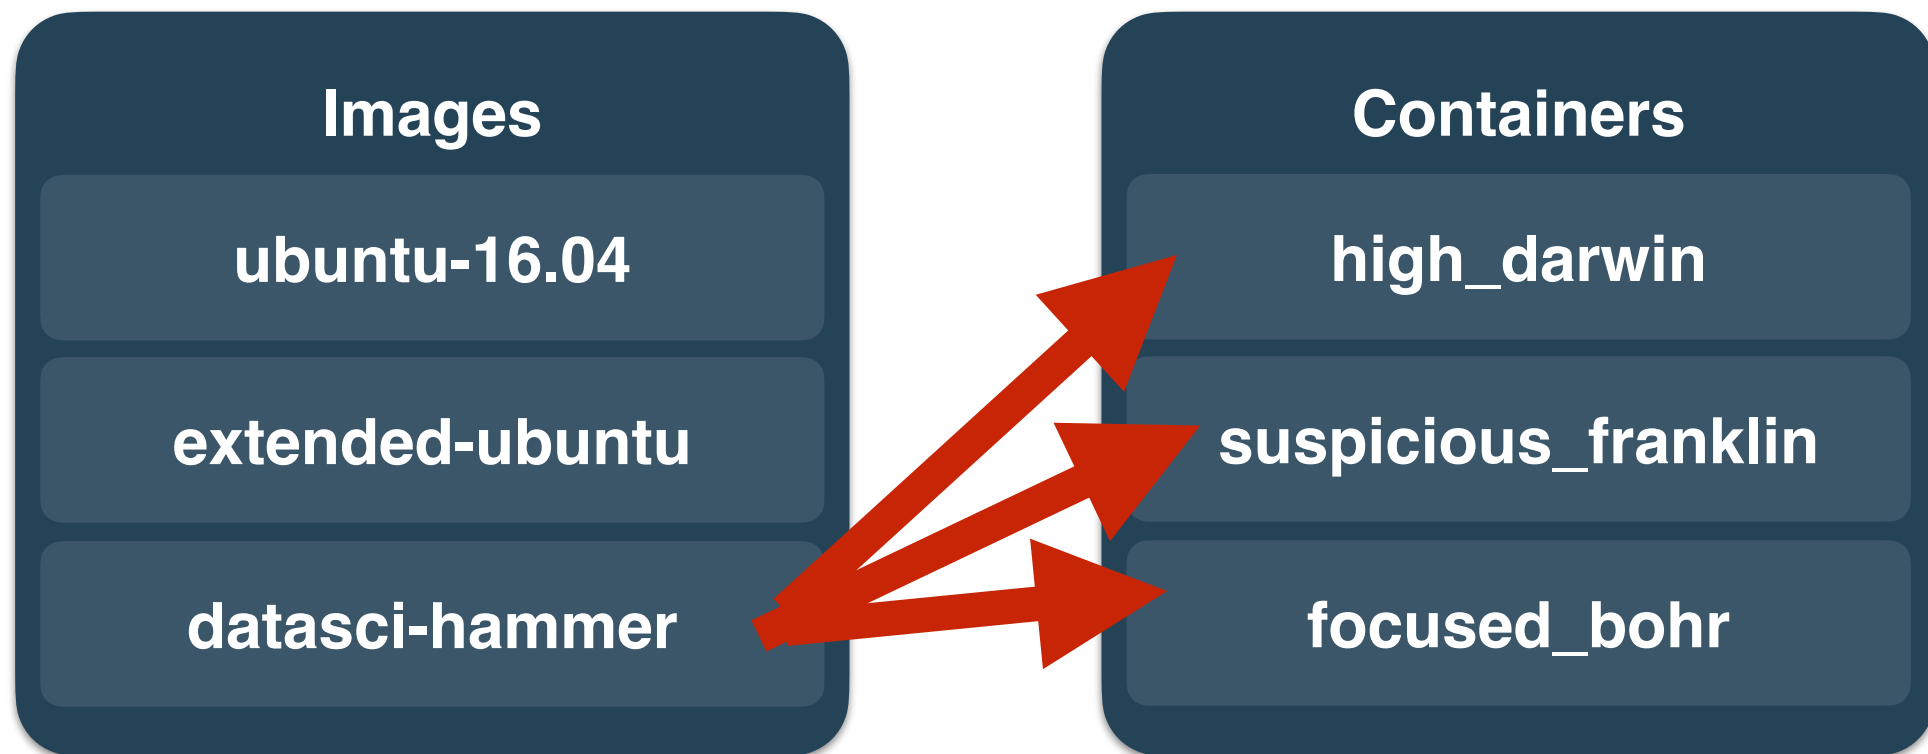 Images
ubuntu-16.04
extended-ubuntu
datasci-hammer
Containers
high_darwin
suspicious_franklin
focused_bohr